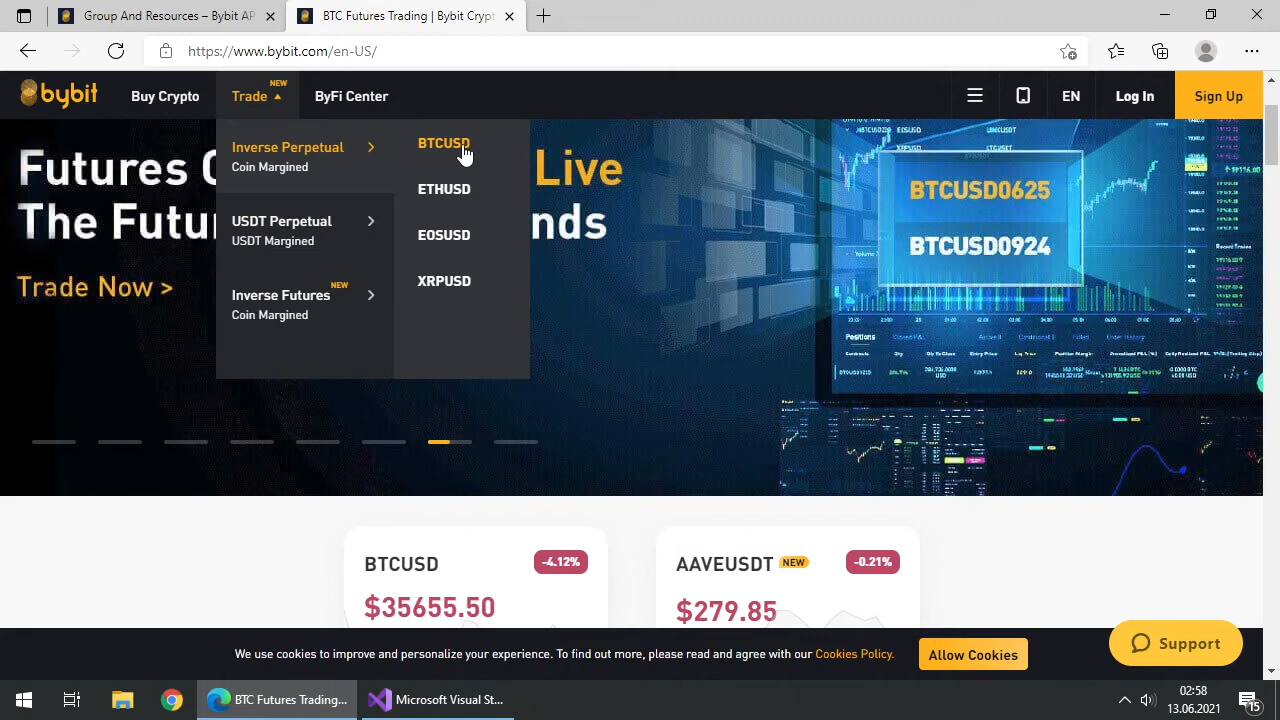 Group And Resources – Bybit AP
BTC Futures Trading | Bybit Crypt
https://www.bybit.com/en-US/
bybit
Buy Crypto
Trade
NEW
ByFi Center
EN
Log In
Sign Up
Inverse Perpetual
Coin Margined
USDT Perpetual
USDT Margined
Inverse Futures
NEW
Coin Margined
BTCUSD
ETHUSD
EOSUSD
XRPUSD
Futures
Live
The
Trade Now >
BTCUSD0625
BTCUSD0924
Positions
Order History
BTCUSD
-4.12%
$35655.50
AAVEUSDT
NEW
-0.21%
$279.85
We use cookies to improve and personalize your experience. To find out more, please read and agree with our Cookies Policy.
Allow Cookies
Support
BTC Futures Trading...
Microsoft Visual St...
02:58
13.06.2021
15